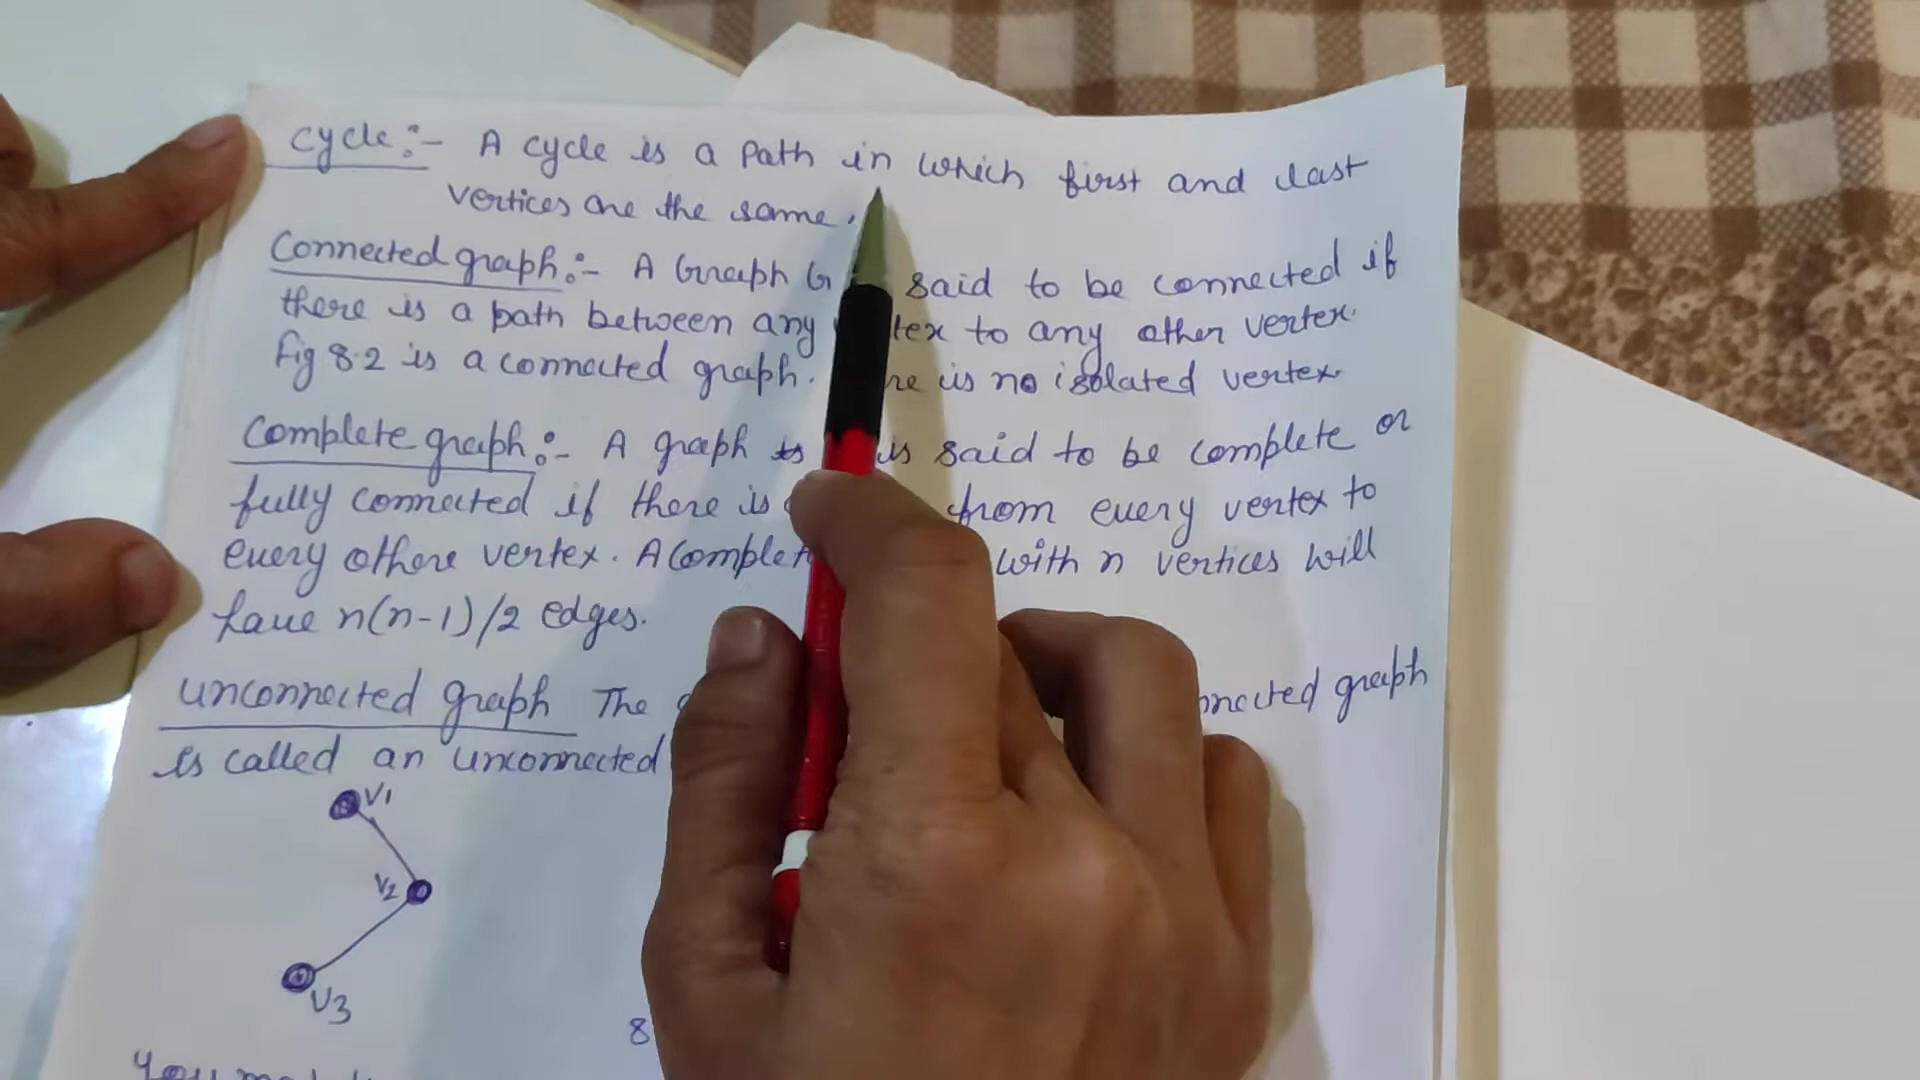 Cycle:- A cycle is a Path in which first and last
vertices are the same.
Connected graph:- A Graph G said to be connected if
there is a path between any to any other vertex.
Fig 8.2 is a connected graph. is no isolated vertex
Complete graph:- A graph is said to be complete or
fully connected if there is from every vertex to
every othere vertex. A with n vertices will
have n(n-1)/2 edges.
unconnected graph The graph
is called an unconnected
V1
V2
V3
8
You